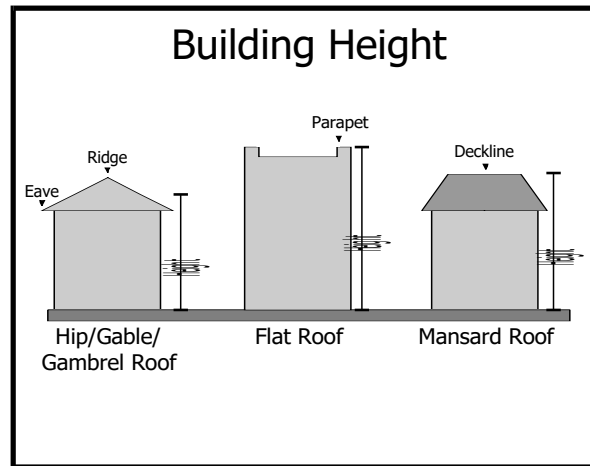 Building Height
Parapet
Ridge
Deckline
Eave
Hip/Gable/
Gambrel Roof
Flat Roof
Mansard Roof